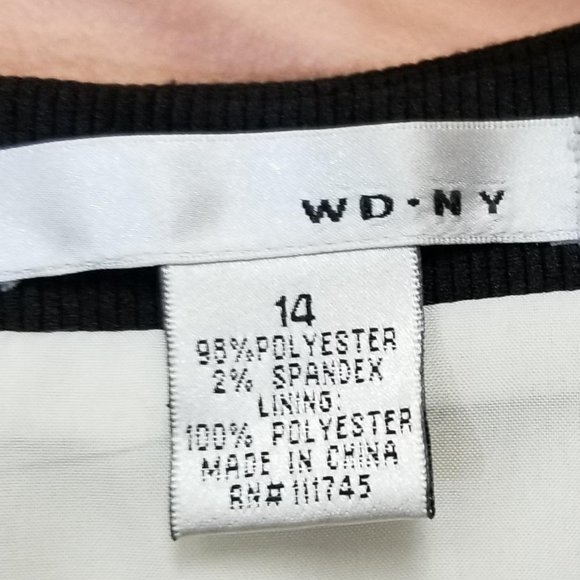 WD·NY
14
98%POLYESTER
2% SPANDEX
LINING:
100% POLYESTER
MADE IN CHINA
RN#111745